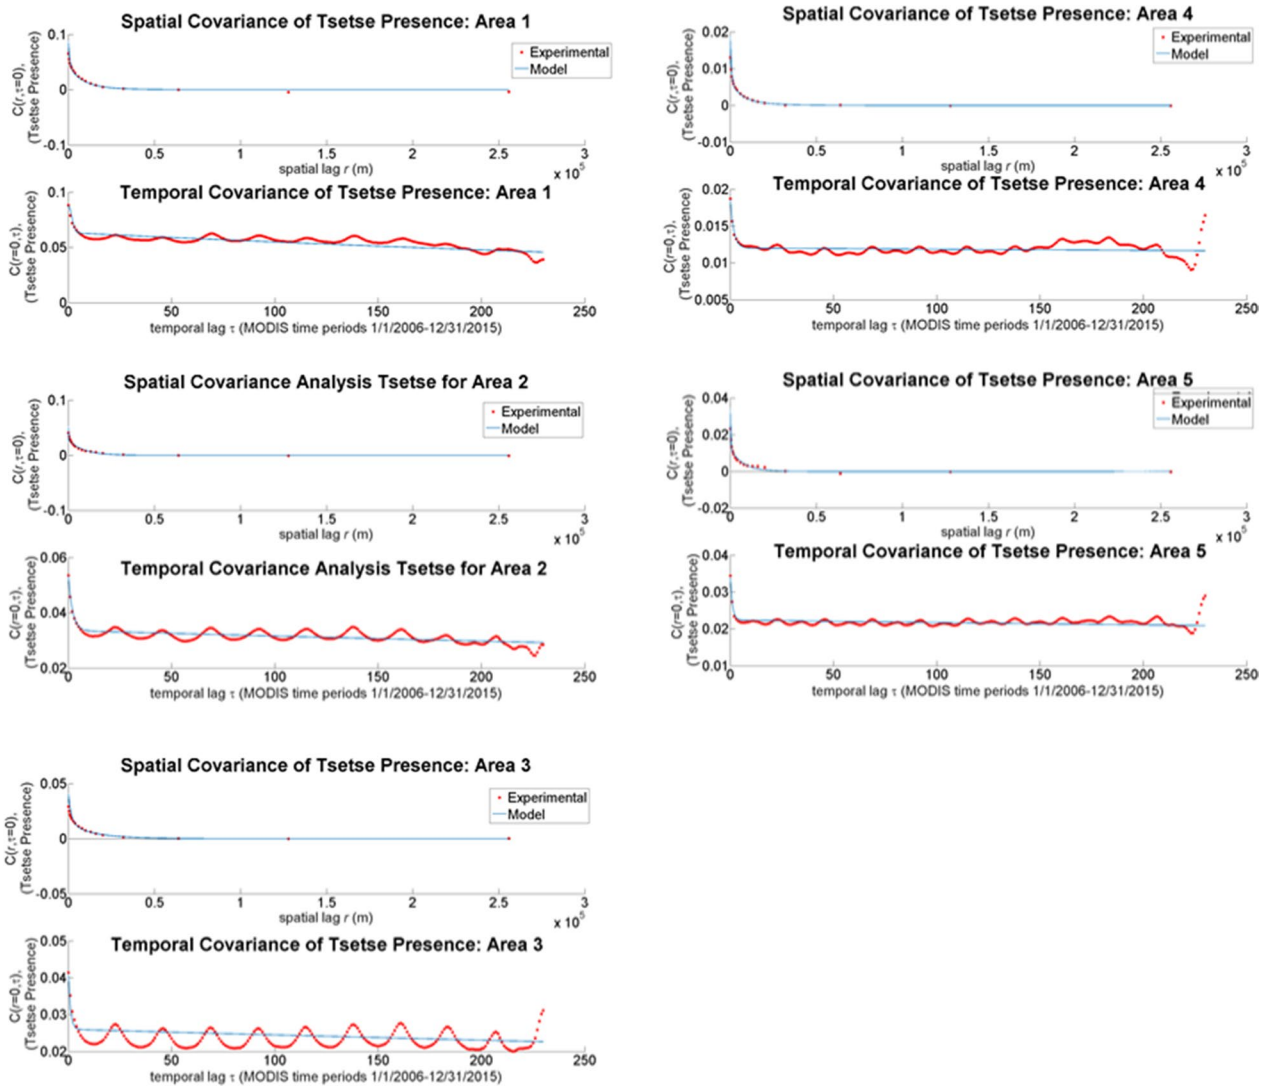 Spatial Covariance of Tsetse Presence: Area 1
C(r,τ=0),
(Tsetse Presence)
0.1
0
-0.1
Experimental
Model
0 0.5 1 1.5 2 2.5 3
spatial lag r (m)
x 10^5
Temporal Covariance of Tsetse Presence: Area 1
C(r=0,τ),
(Tsetse Presence)
0.1
0.05
0
0 50 100 150 200 250
temporal lag τ (MODIS time periods 1/1/2006-12/31/2015)
Spatial Covariance Analysis Tsetse for Area 2
C(r,τ=0),
(Tsetse Presence)
0.1
0
-0.1
Experimental
Model
0 0.5 1 1.5 2 2.5 3
spatial lag r (m)
x 10^5
Temporal Covariance Analysis Tsetse for Area 2
C(r=0,τ),
(Tsetse Presence)
0.06
0.04
0.02
0 50 100 150 200 250
temporal lag τ (MODIS time periods 1/1/2006-12/31/2015)
Spatial Covariance of Tsetse Presence: Area 3
C(r,τ=0),
(Tsetse Presence)
0.05
0
-0.05
Experimental
Model
0 0.5 1 1.5 2 2.5 3
spatial lag r (m)
x 10^5
Temporal Covariance of Tsetse Presence: Area 3
C(r=0,τ),
(Tsetse Presence)
0.05
0.04
0.03
0.02
0 50 100 150 200 250
temporal lag τ (MODIS time periods 1/1/2006-12/31/2015)
Spatial Covariance of Tsetse Presence: Area 4
C(r,τ=0),
(Tsetse Presence)
0.02
0.01
0
-0.01
Experimental
Model
0 0.5 1 1.5 2 2.5 3
spatial lag r (m)
x 10^5
Temporal Covariance of Tsetse Presence: Area 4
C(r=0,τ),
(Tsetse Presence)
0.02
0.015
0.01
0.005
0 50 100 150 200 250
temporal lag τ (MODIS time periods 1/1/2006-12/31/2015)
Spatial Covariance of Tsetse Presence: Area 5
C(r,τ=0),
(Tsetse Presence)
0.04
0.02
0
-0.02
Experimental
Model
0 0.5 1 1.5 2 2.5 3
spatial lag r (m)
x 10^5
Temporal Covariance of Tsetse Presence: Area 5
C(r=0,τ),
(Tsetse Presence)
0.04
0.03
0.02
0.01
0 50 100 150 200 250
temporal lag τ (MODIS time periods 1/1/2006-12/31/2015)